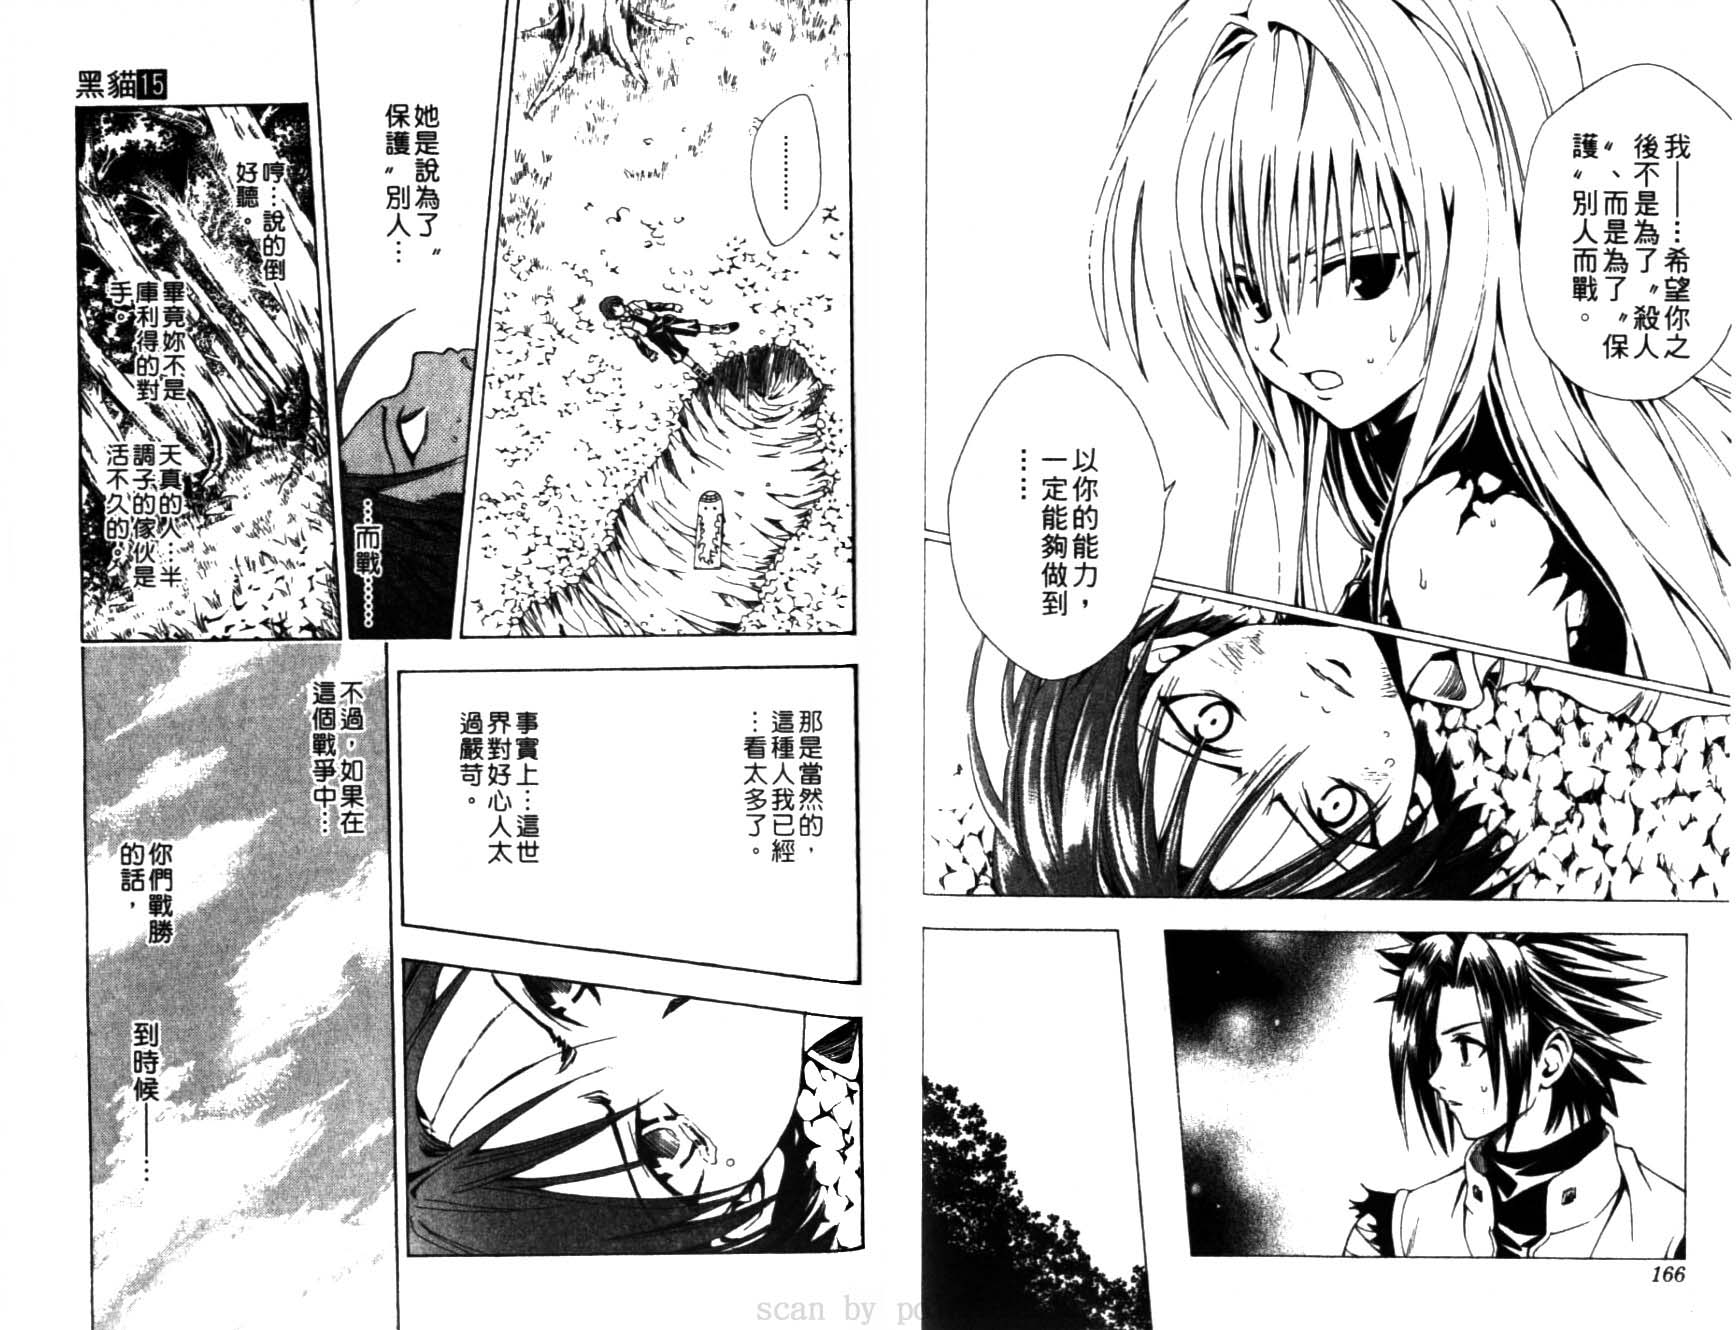 我——…希望你之
後不是為了〝殺人
〞、而是為了〝保
護〞別人而戰。
以你的能力，
一定能夠做到
……
166
黑貓15
…………
她是說為了〝
保護〞別人…
…而戰……
哼…說的倒
好聽。
畢竟妳不是
庫利得的對
手。
天真的人…半
調子的傢伙是
活不久的。
那是當然的，
這種人我已經
…看太多了。
事實上…這世
界對好心人太
過嚴苛。
不過，如果在
這個戰爭中…
你們戰勝
的話，
到時候——…
scan by